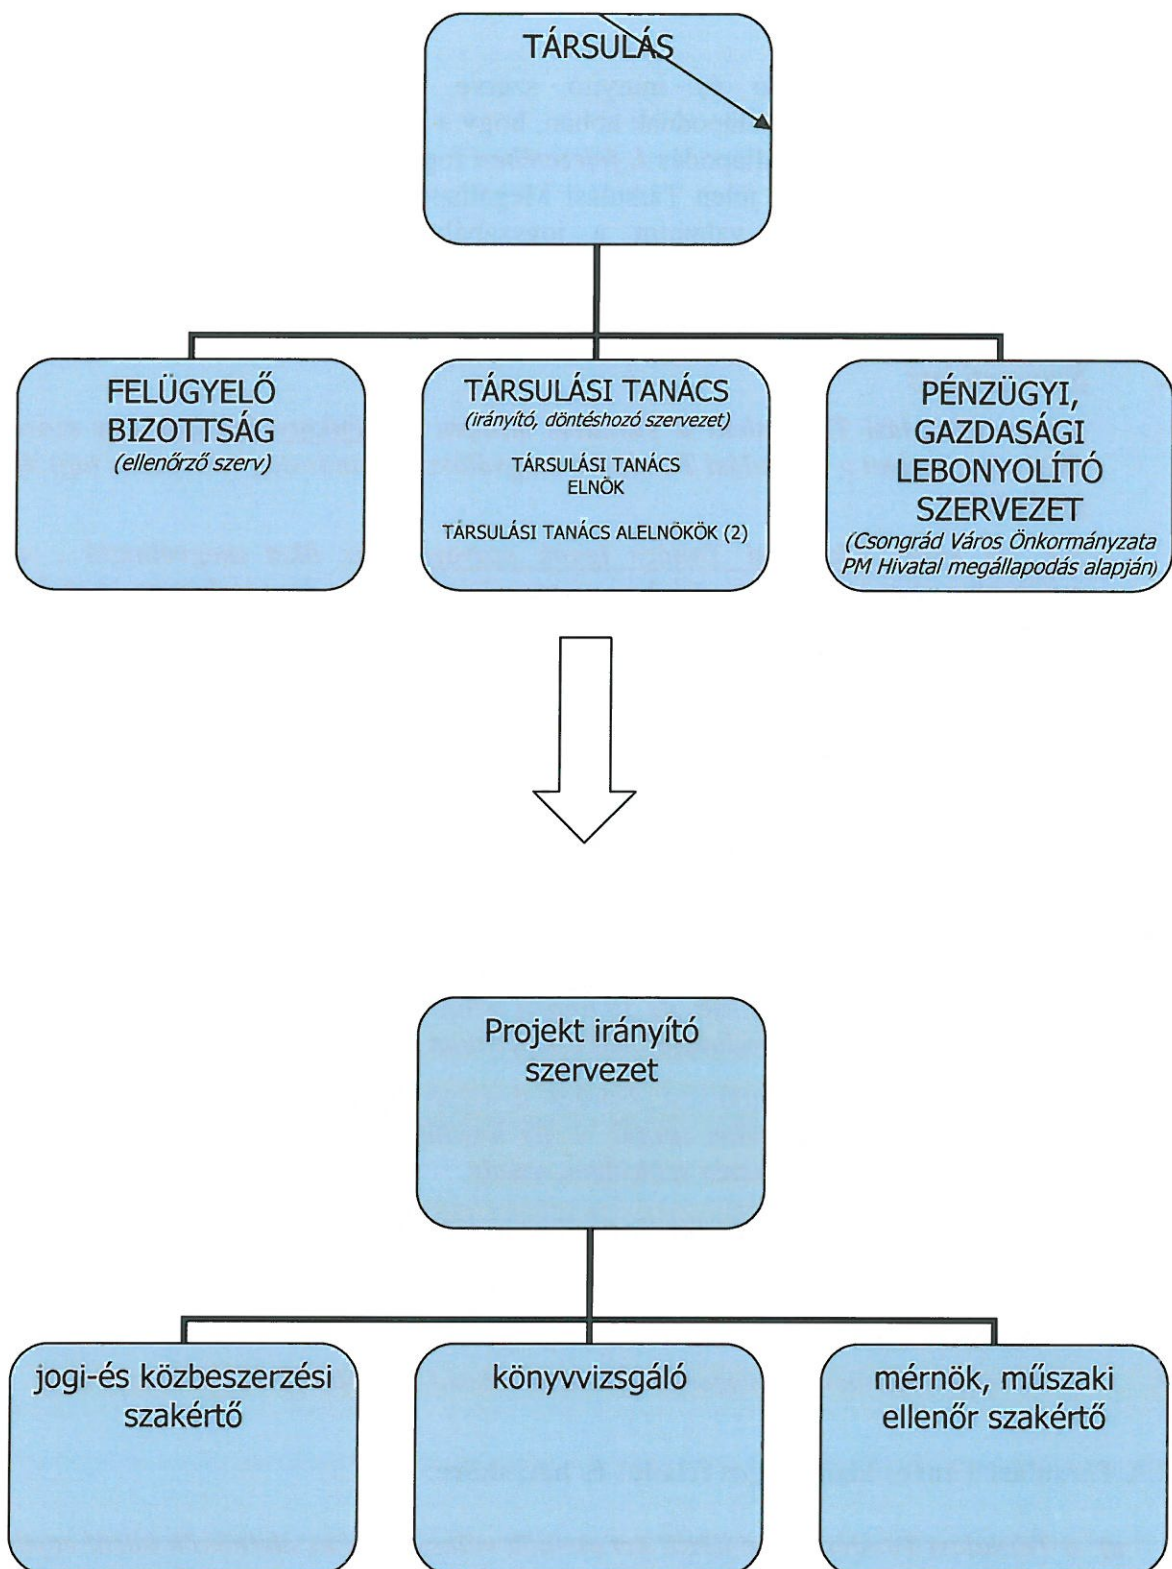 TÁRSULÁS
FELÜGYELŐ
BIZOTTSÁG
(ellenőrző szerv)
TÁRSULÁSI TANÁCS
(irányító, döntéshozó szervezet)
TÁRSULÁSI TANÁCS
ELNÖK
TÁRSULÁSI TANÁCS ALELNÖKÖK (2)
PÉNZÜGYI,
GAZDASÁGI
LEBONYOLÍTÓ
SZERVEZET
(Csongrád Város Önkormányzata
PM Hivatal megállapodás alapján)
Projekt irányító
szervezet
jogi-és közbeszerzési
szakértő
könyvvizsgáló
mérnök, műszaki
ellenőr szakértő